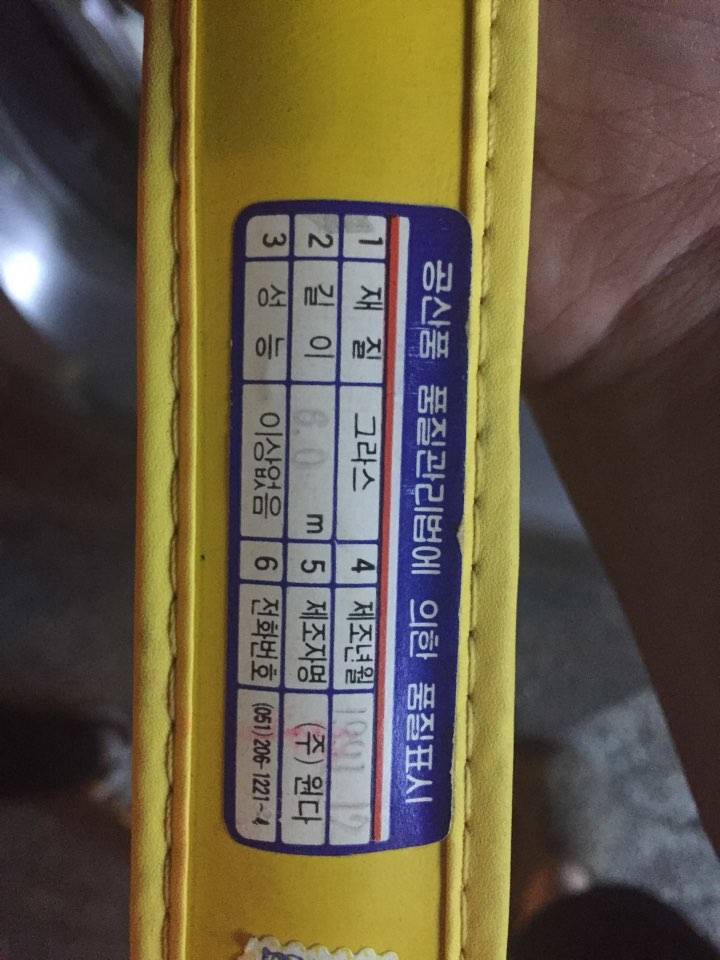 공산품 품질관리법에 의한 품질표시
1 재 질 그라스 4 제조년월
2 길 이 6.0 m 5 제조자명 (주) 원다
3 성 능 이상없음 6 전화번호 (051) 206-1221~4